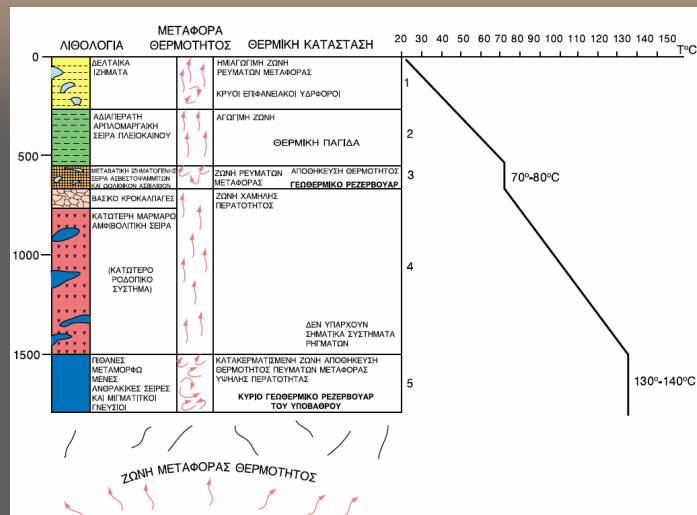 ΛΙΘΟΛΟΓΙΑ
ΜΕΤΑΦΟΡΑ
ΘΕΡΜΟΤΗΤΟΣ
ΘΕΡΜΙΚΗ ΚΑΤΑΣΤΑΣΗ
20 30 40 50 60 70 80 90 100 110 120 130 140 150
T°C
0
500
1000
1500
ΔΕΛΤΑΙΚΑ
ΙΖΗΜΑΤΑ
ΗΜΙΑΓΩΓΙΜΗ ΖΩΝΗ
ΡΕΥΜΑΤΩΝ ΜΕΤΑΦΟΡΑΣ
ΚΡΥΟΙ ΕΠΙΦΑΝΕΙΑΚΟΙ ΥΔΡΦΟΡΟΙ
1
ΑΔΙΑΠΕΡΑΤΗ
ΑΡΓΙΛΟΜΑΡΓΑΙΚΗ
ΣΕΙΡΑ ΠΛΕΙΟΚΑΙΝΟΥ
ΑΓΩΓΙΜΗ ΖΩΝΗ
ΘΕΡΜΙΚΗ ΠΑΓΙΔΑ
2
ΜΕΤΑΒΑΤΙΚΗ ΙΖΗΜΑΤΟΓΕΝΗΣ
ΣΕΙΡΑ ΑΣΒΕΣΤΟΨΑΜΜΙΤΩΝ
ΚΑΙ ΩΟΛΙΘΙΚΩΝ
ΖΩΝΗ ΡΕΥΜΑΤΩΝ
ΜΕΤΑΦΟΡΑΣ
ΑΠΟΘΗΚΕΥΣΗ ΘΕΡΜΟΤΗΤΟΣ
ΓΕΩΘΕΡΜΙΚΟ ΡΕΖΕΡΒΟΥΑΡ
3
70°-80°C
ΒΑΣΙΚΟ ΚΡΟΚΑΛΠΑΓΕΣ
ΖΩΝΗ ΧΑΜΗΛΗΣ
ΠΕΡΑΤΟΤΗΤΟΣ
ΚΑΤΩΤΕΡΗ ΜΑΡΜΑΡΟ
ΑΜΦΙΒΟΛΙΤΙΚΗ ΣΕΙΡΑ
(ΚΑΤΩΤΕΡΟ
ΡΟΔΟΠΙΚΟ
ΣΥΣΤΗΜΑ)
4
ΔΕΝ ΥΠΑΡΧΟΥΝ
ΣΗΜΑΤΙΚΑ ΣΥΣΤΗΜΑΤΑ
ΡΗΓΜΑΤΩΝ
ΠΙΘΑΝΕΣ
ΜΕΤΑΜΟΡΦΩ
ΜΕΝΕΣ
ΑΝΘΡΑΚΙΚΕΣ ΣΕΙΡΕΣ
ΚΑΙ ΜΙΓΜΑΤΙΤΚΟΙ
ΓΝΕΥΣΙΟΙ
ΚΑΤΑΚΕΡΜΑΤΙΣΜΕΝΗ ΖΩΝΗ ΑΠΟΘΗΚΕΥΣΗ
ΘΕΡΜΟΤΗΤΟΣ ΡΕΥΜΑΤΩΝ ΜΕΤΑΦΟΡΑΣ
ΥΨΗΛΗΣ ΠΕΡΑΤΟΤΗΤΑΣ
ΚΥΡΙΟ ΓΕΩΘΕΡΜΙΚΟ ΡΕΖΕΡΒΟΥΑΡ
ΤΟΥ ΥΠΟΒΑΘΡΟΥ
5
130°-140°C
ΖΩΝΗ ΜΕΤΑΦΟΡΑΣ ΘΕΡΜΟΤΗΤΟΣ